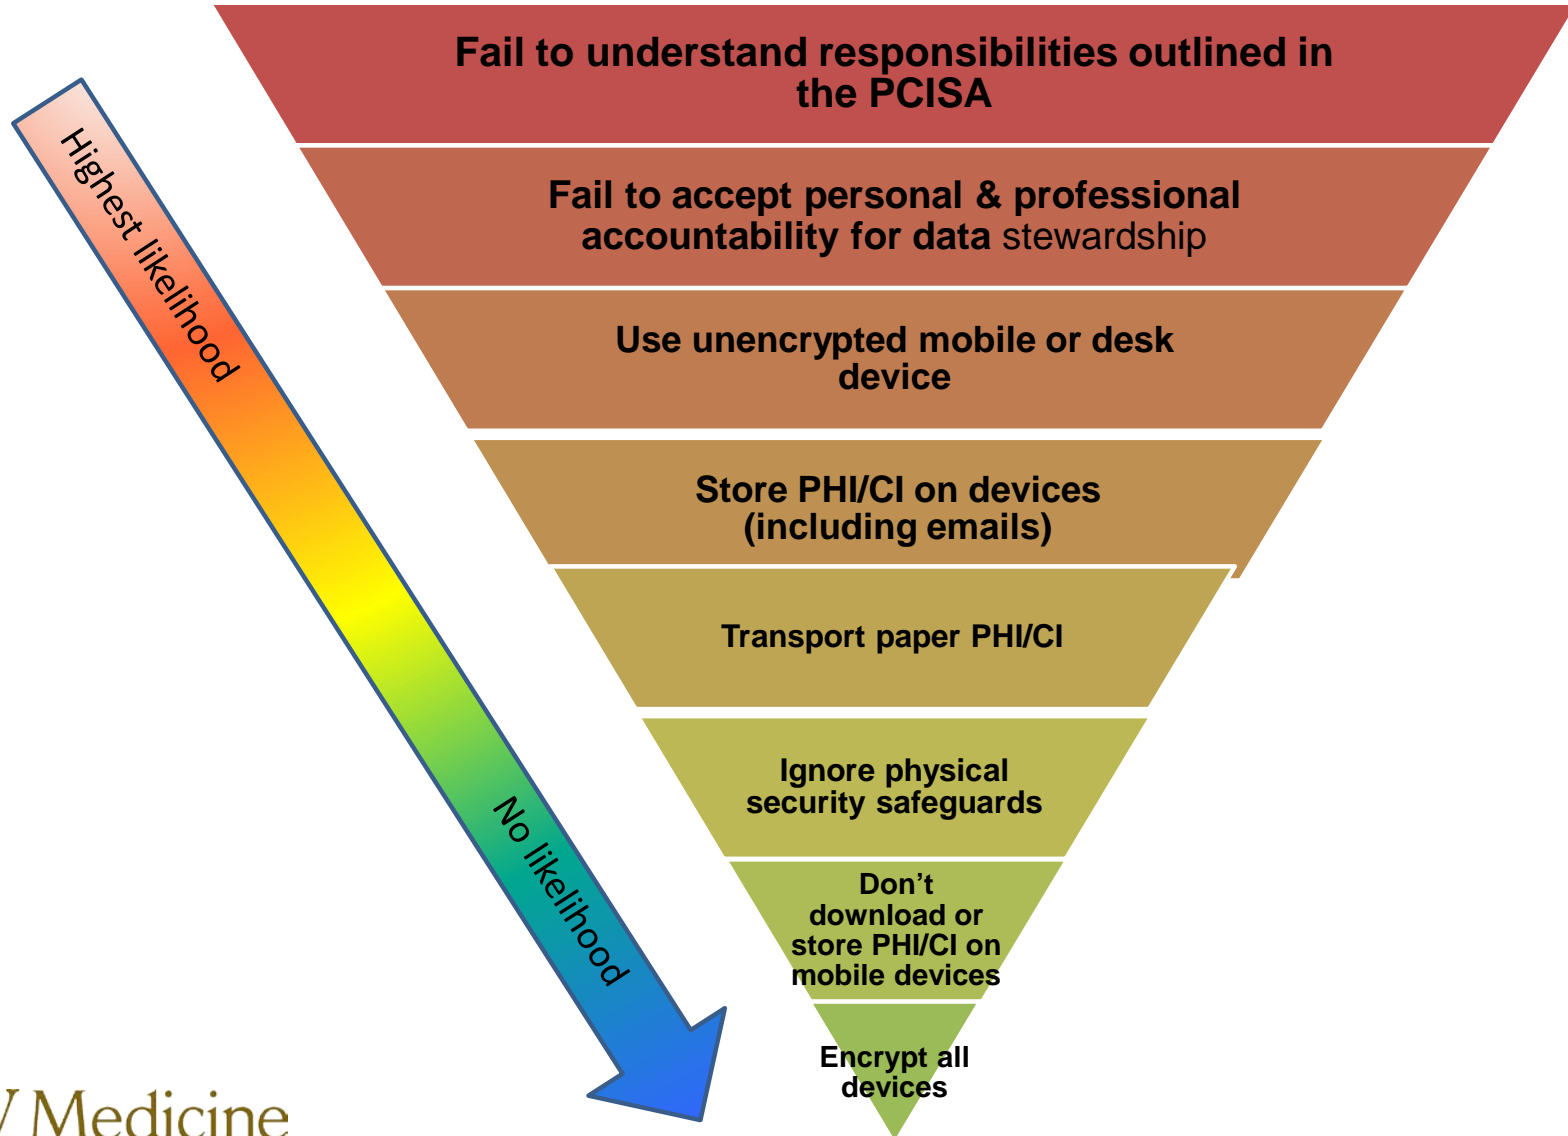 Fail to understand responsibilities outlined in
the PCISA
Highest likelihood
Fail to accept personal & professional
accountability for data stewardship
Use unencrypted mobile or desk
device
Store PHI/CI on devices
(including emails)
Transport paper PHI/CI
Ignore physical
security safeguards
No likelihood
Don’t
download or
store PHI/CI on
mobile devices
Encrypt all
devices
Medicine